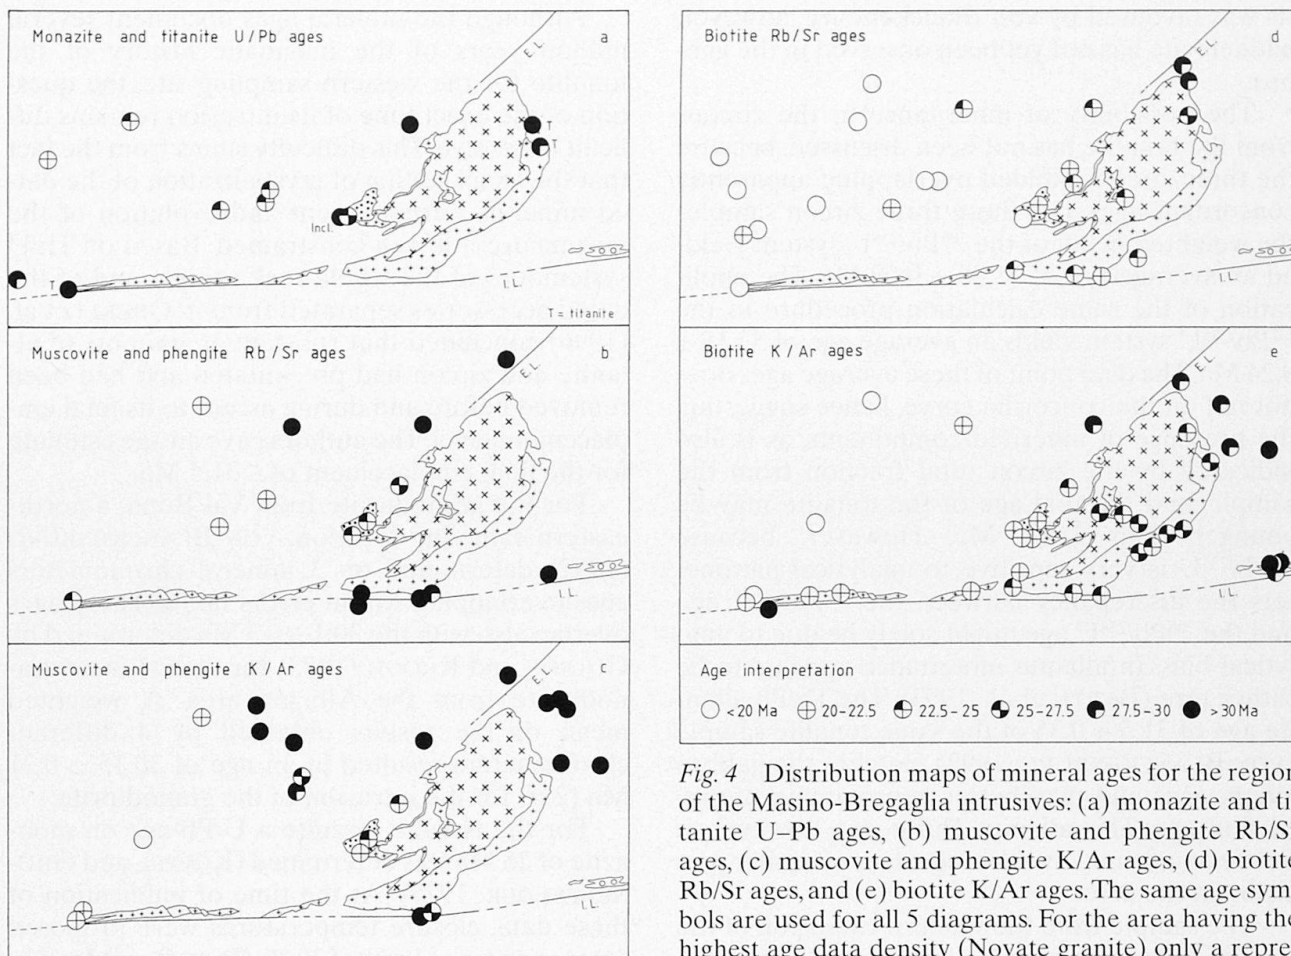 Monazite and titanite U/Pb ages
a
E.L.
T
T
Incl.
T
L.L.
T = titanite
Muscovite and phengite Rb/Sr ages
b
E.L.
L.L.
Muscovite and phengite K/Ar ages
c
E.L.
L.L.
Biotite Rb/Sr ages
d
E.L.
L.L.
Biotite K/Ar ages
e
E.L.
L.L.
Age interpretation
<20 Ma 20-22.5 22.5-25 25-27.5 27.5-30 >30Ma
Fig. 4 Distribution maps of mineral ages for the region
of the Masino-Bregaglia intrusives: (a) monazite and ti-
tanite U–Pb ages, (b) muscovite and phengite Rb/S
ages, (c) muscovite and phengite K/Ar ages, (d) biotite
Rb/Sr ages, and (e) biotite K/Ar ages. The same age sym-
bols are used for all 5 diagrams. For the area having the
highest age data density (Novate granite) only a repre-